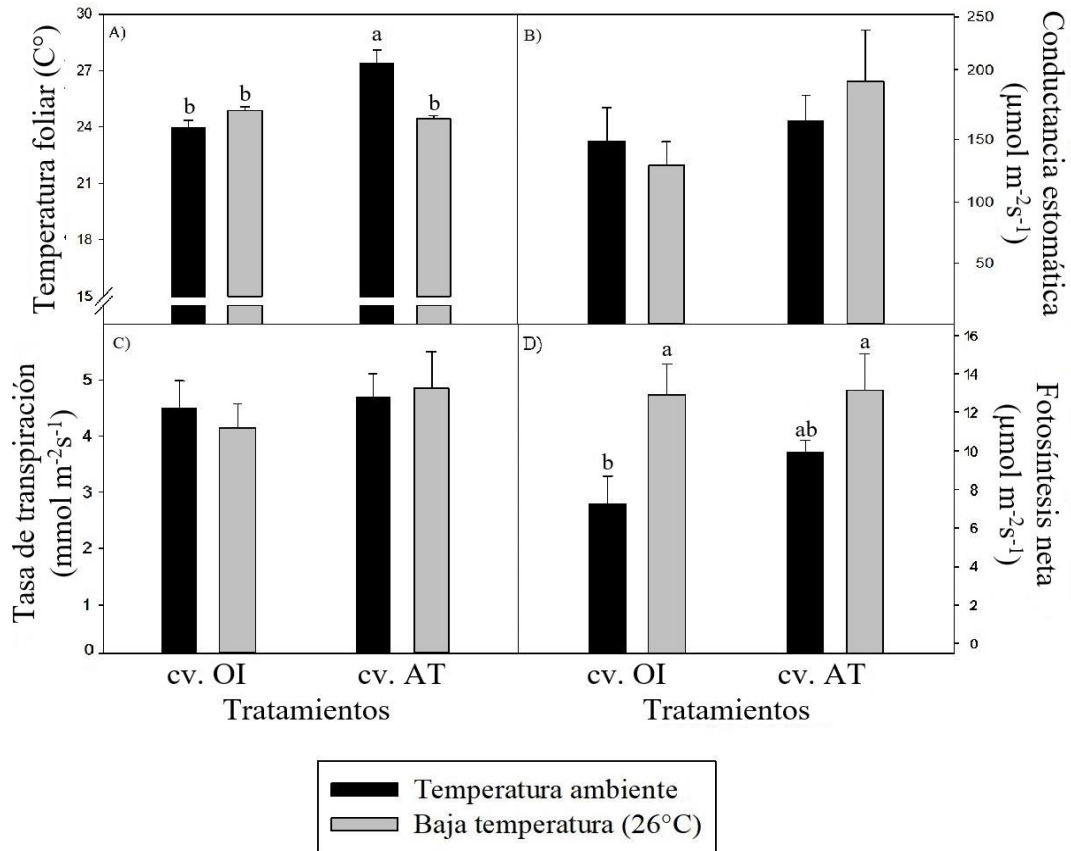 Temperatura foliar (C°)
30
27
24
21
18
15
A)
b
b
a
b
B)
250
200
150
100
50
Conductancia estomática
(µmol m-2s-1)
Tasa de transpiración
(mmol m-2s-1)
5
4
3
2
1
0
C)
D)
b
a
ab
a
16
14
12
10
8
6
4
2
0
Fotosíntesis neta
(µmol m-2s-1)
cv. OI
cv. AT
cv. OI
cv. AT
Tratamientos
Tratamientos
Temperatura ambiente
Baja temperatura (26°C)